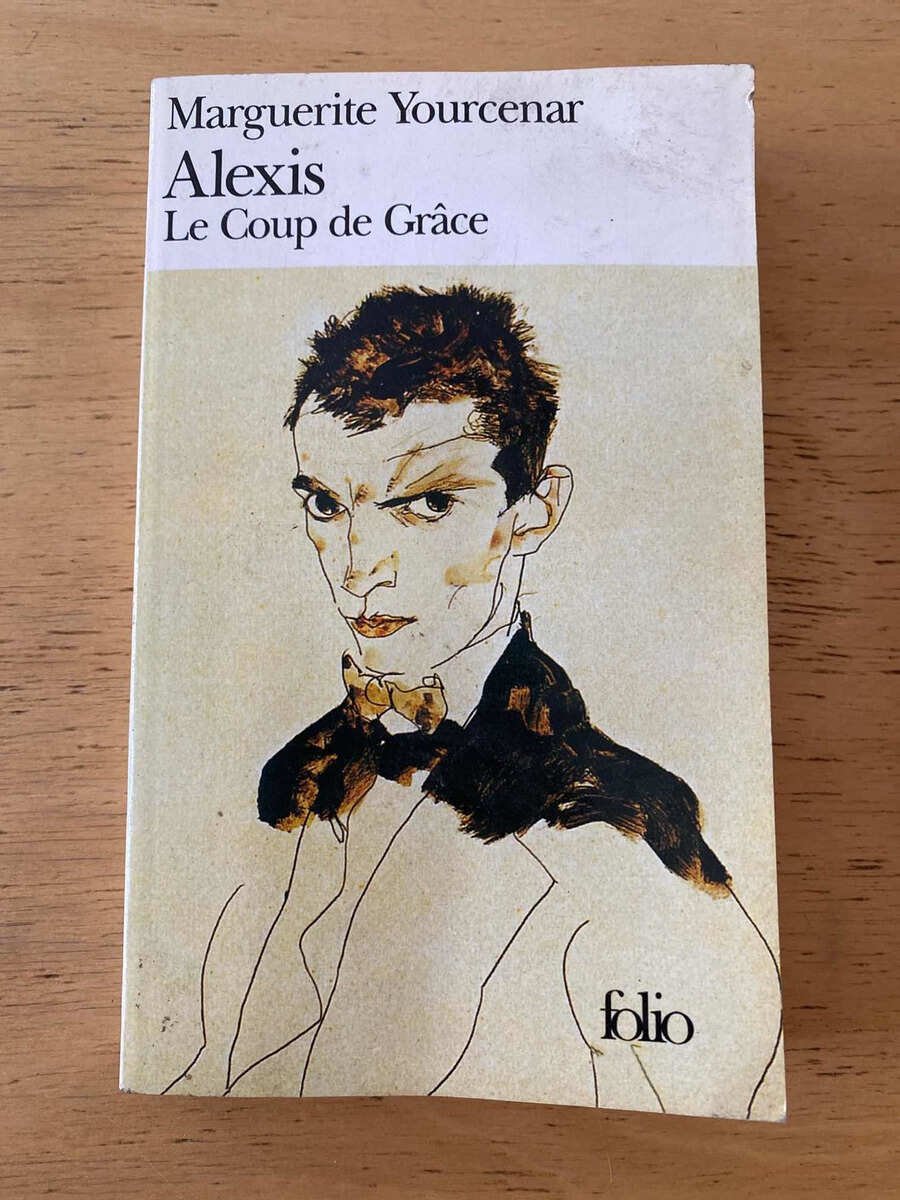 Marguerite Yourcenar
Alexis
Le Coup de Grâce
folio